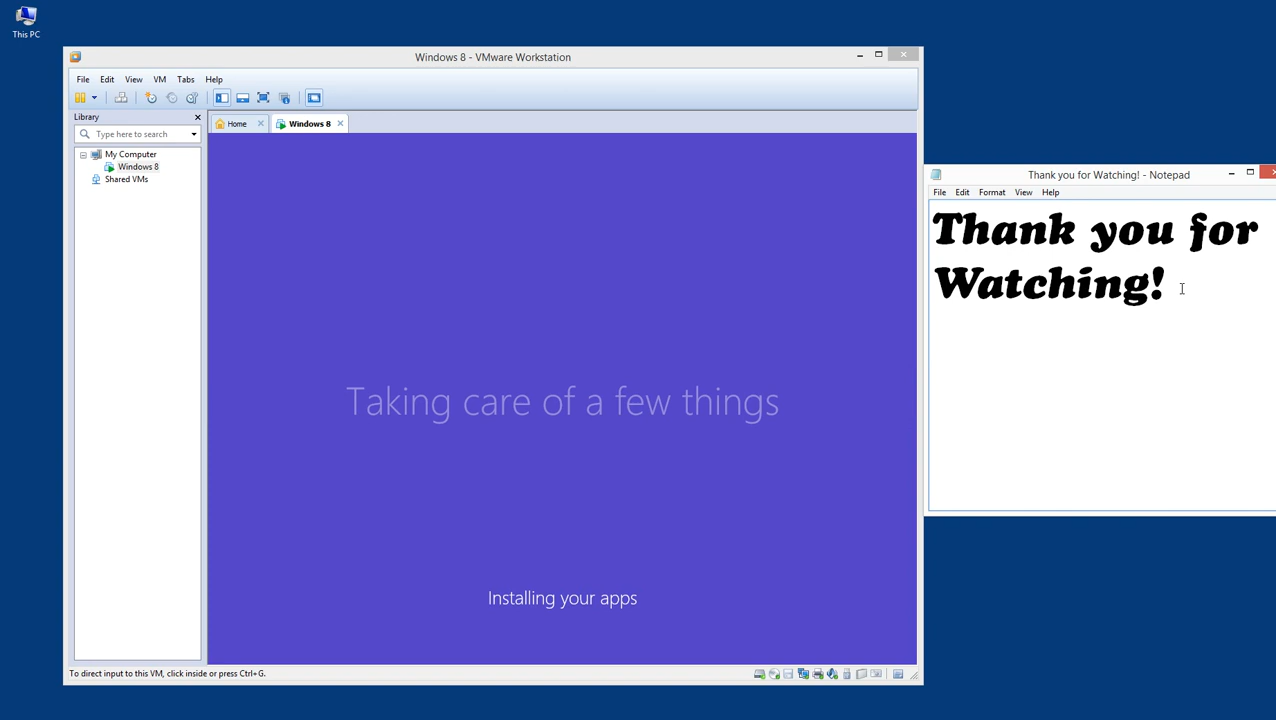 This PC
Windows 8 - VMware Workstation
File Edit View VM Tabs Help
Library
Type here to search
My Computer
Windows 8
Shared VMs
Home
Windows 8
Taking care of a few things
Installing your apps
To direct input to this VM, click inside or press Ctrl+G.
Thank you for Watching! - Notepad
File Edit Format View Help
Thank you for
Watching!